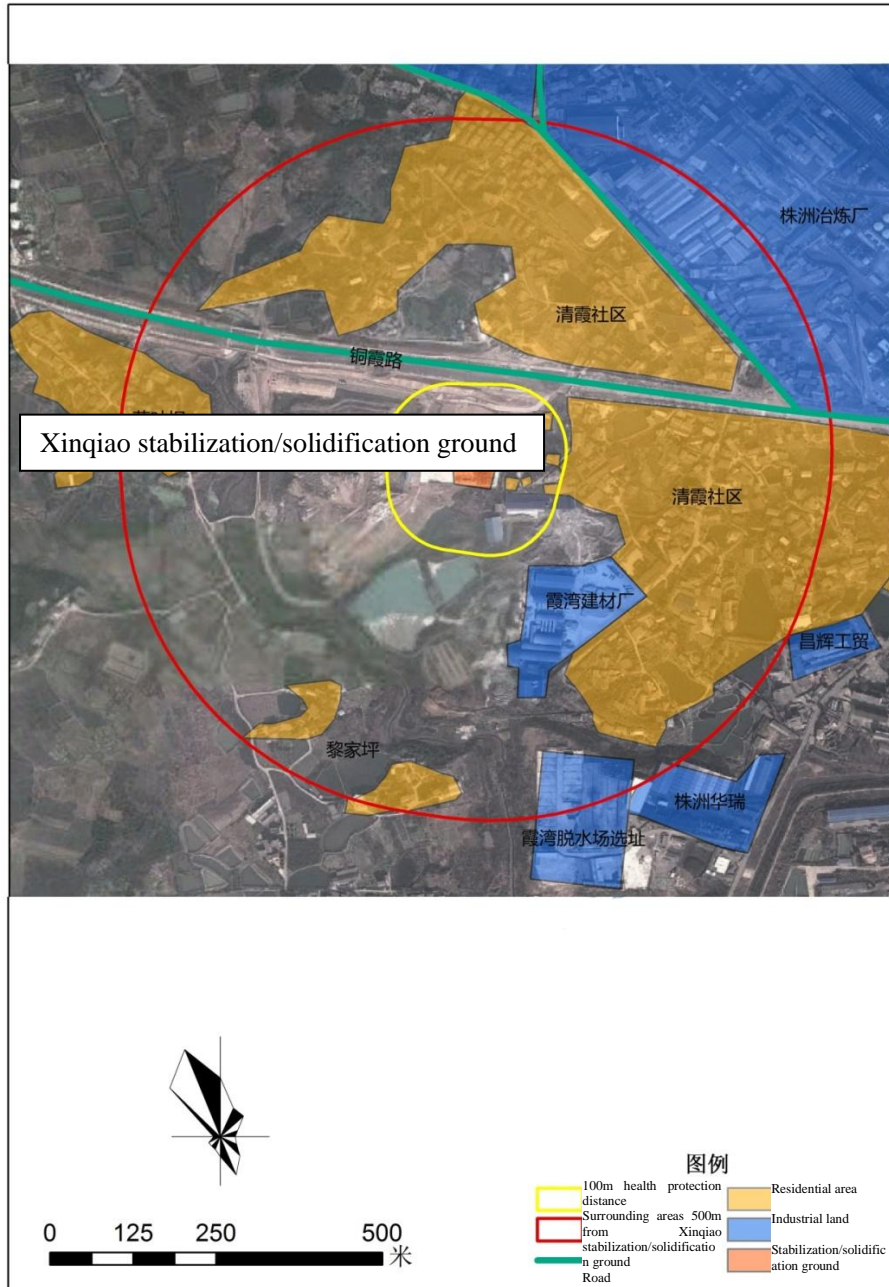 株洲冶炼厂
清霞社区
铜霞路
Xinqiao stabilization/solidification ground
清霞社区
霞湾建材厂
昌辉工贸
黎家坪
株洲华瑞
霞湾脱水场选址
0 125 250 500
米
图例
100m health protection
distance
Surrounding areas 500m
from Xinqiao
stabilization/solidificatio
n ground
Road
Residential area
Industrial land
Stabilization/solidific
ation ground